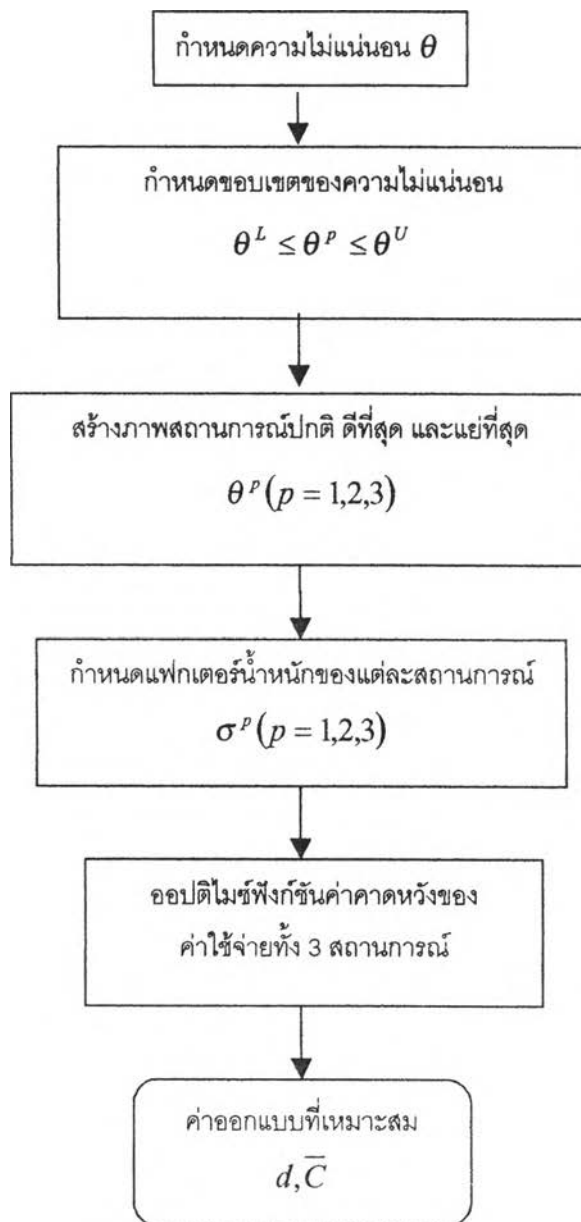 กำหนดความไม่แน่นอน θ
กำหนดขอบเขตของความไม่แน่นอน
θ^L ≤ θ^p ≤ θ^U
สร้างภาพสถานการณ์ปกติ ดีที่สุด และแย่ที่สุด
θ^p (p = 1,2,3)
กำหนดแฟกเตอร์น้ำหนักของแต่ละสถานการณ์
σ^p (p = 1,2,3)
ออปติไมซ์ฟังก์ชันค่าคาดหวังของ
ค่าใช้จ่ายทั้ง 3 สถานการณ์
ค่าออกแบบที่เหมาะสม
d, C̅